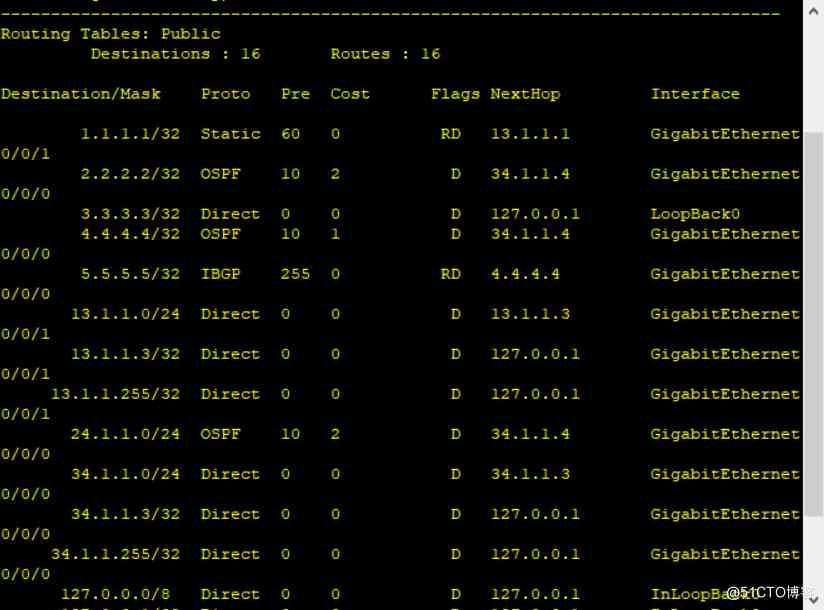 Routing Tables: Public
Destinations : 16 Routes : 16
Destination/Mask Proto Pre Cost Flags NextHop Interface
1.1.1.1/32 Static 60 0 RD 13.1.1.1 GigabitEthernet
0/0/1
2.2.2.2/32 OSPF 10 2 D 34.1.1.4 GigabitEthernet
0/0/0
3.3.3.3/32 Direct 0 0 D 127.0.0.1 LoopBack0
4.4.4.4/32 OSPF 10 1 D 34.1.1.4 GigabitEthernet
0/0/0
5.5.5.5/32 IBGP 255 0 RD 4.4.4.4 GigabitEthernet
0/0/0
13.1.1.0/24 Direct 0 0 D 13.1.1.3 GigabitEthernet
0/0/1
13.1.1.3/32 Direct 0 0 D 127.0.0.1 GigabitEthernet
0/0/1
13.1.1.255/32 Direct 0 0 D 127.0.0.1 GigabitEthernet
0/0/1
24.1.1.0/24 OSPF 10 2 D 34.1.1.4 GigabitEthernet
0/0/0
34.1.1.0/24 Direct 0 0 D 34.1.1.3 GigabitEthernet
0/0/0
34.1.1.3/32 Direct 0 0 D 127.0.0.1 GigabitEthernet
0/0/0
34.1.1.255/32 Direct 0 0 D 127.0.0.1 GigabitEthernet
0/0/0
127.0.0.0/8 Direct 0 0 D 127.0.0.1 InLoopBack0
@51CTO博客